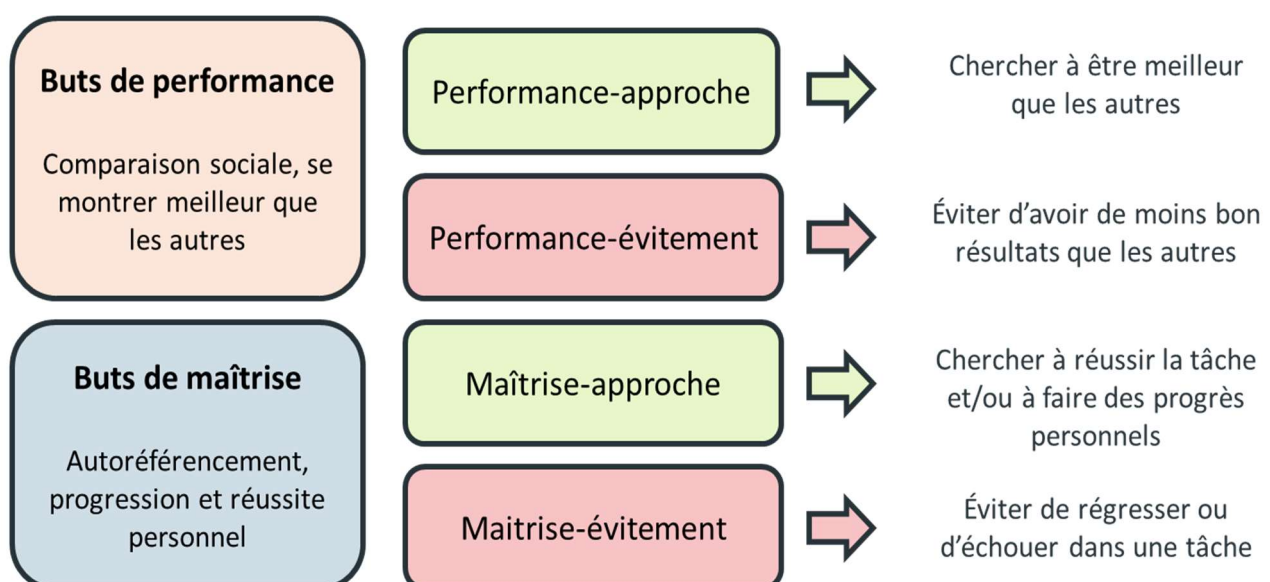 Buts de performance
Comparaison sociale, se
montrer meilleur que
les autres
Performance-approche
Chercher à être meilleur
que les autres
Performance-évitement
Éviter d’avoir de moins bon
résultats que les autres
Buts de maîtrise
Autoréférencement,
progression et réussite
personnel
Maîtrise-approche
Chercher à réussir la tâche
et/ou à faire des progrès
personnels
Maitrise-évitement
Éviter de régresser ou
d’échouer dans une tâche